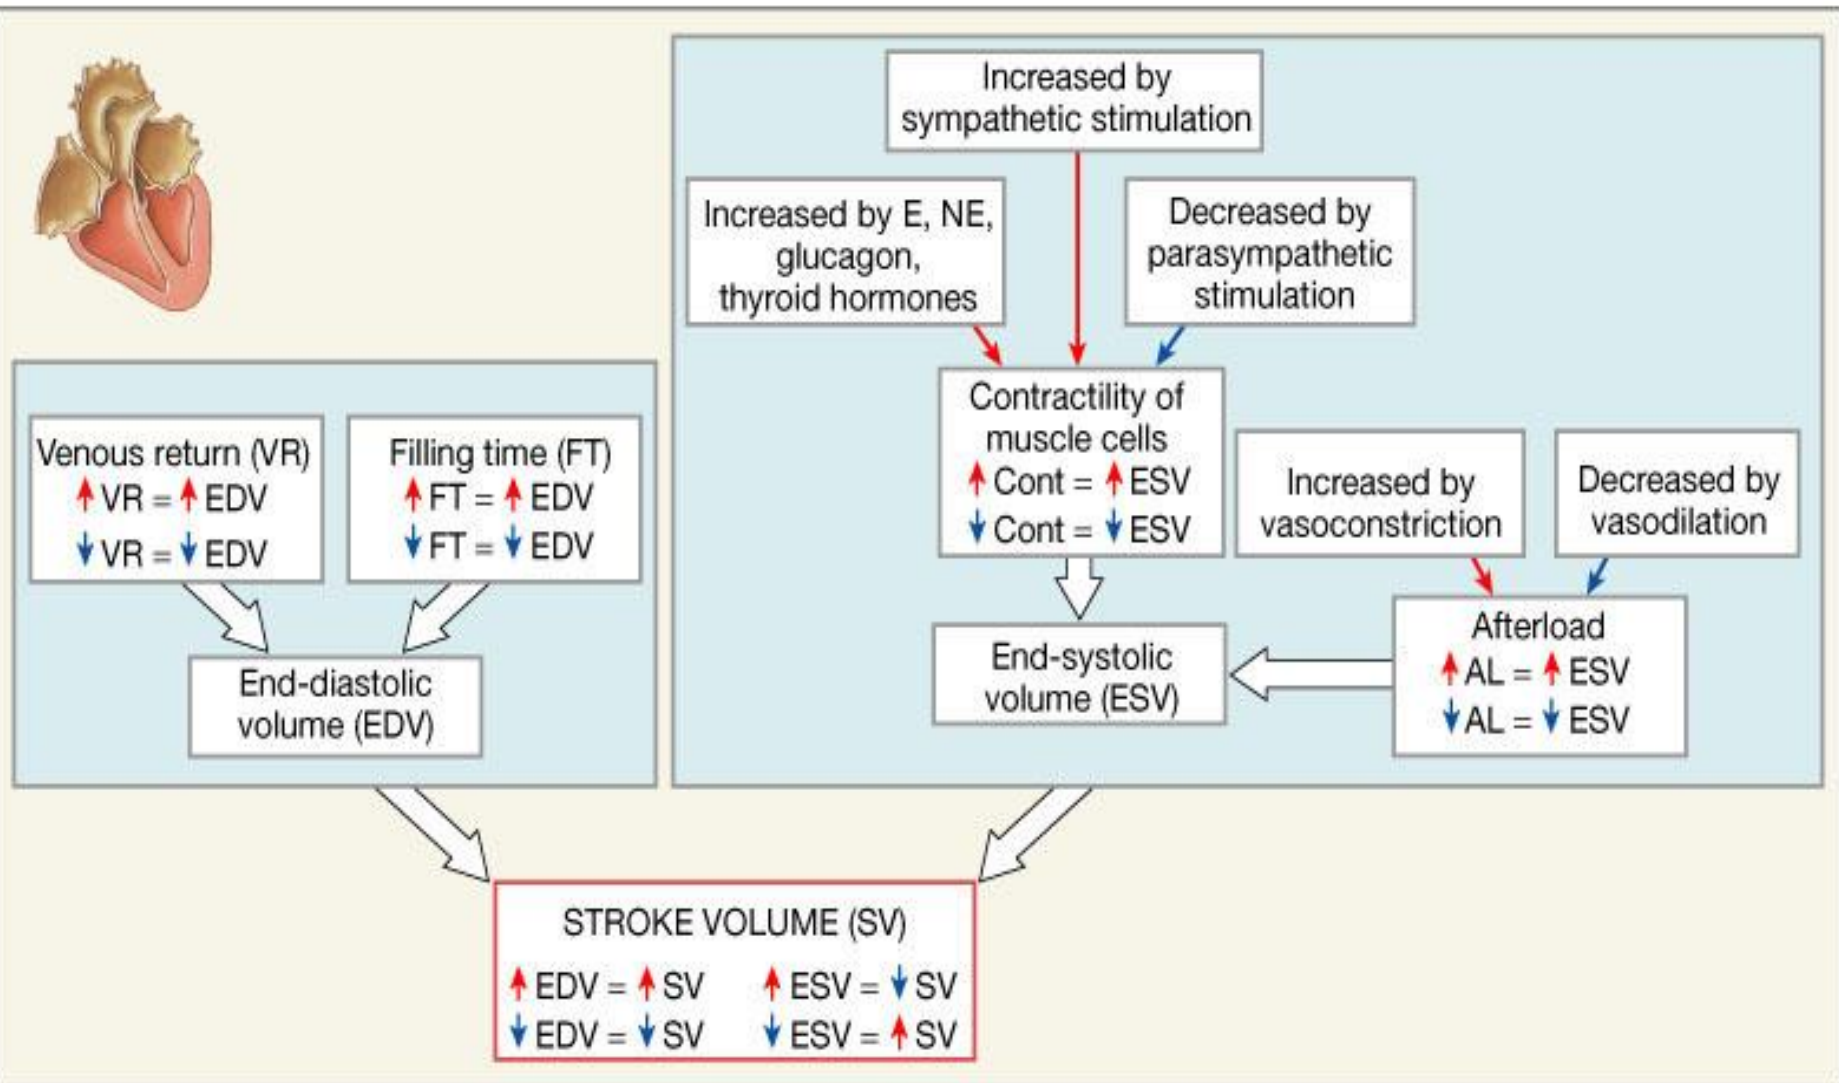 Increased by
sympathetic stimulation
Increased by E, NE,
glucagon,
thyroid hormones
Decreased by
parasympathetic
stimulation
Contractility of
muscle cells
↑ Cont = ↑ ESV
↓ Cont = ↓ ESV
Venous return (VR)
↑ VR = ↑ EDV
↓ VR = ↓ EDV
Filling time (FT)
↑ FT = ↑ EDV
↓ FT = ↓ EDV
Increased by
vasoconstriction
Decreased by
vasodilation
End-diastolic
volume (EDV)
End-systolic
volume (ESV)
Afterload
↑ AL = ↑ ESV
↓ AL = ↓ ESV
STROKE VOLUME (SV)
↑ EDV = ↑ SV ↑ ESV = ↓ SV
↓ EDV = ↓ SV ↓ ESV = ↑ SV